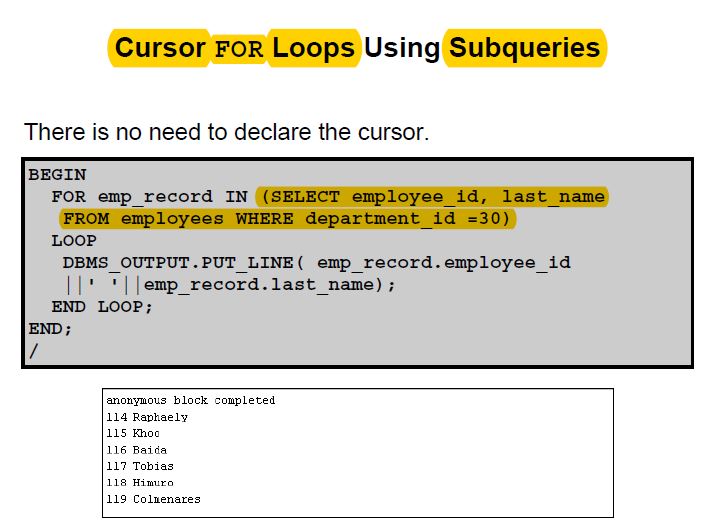 Cursor FOR Loops Using Subqueries
There is no need to declare the cursor.
BEGIN
FOR emp_record IN (SELECT employee_id, last_name
FROM employees WHERE department_id =30)
LOOP
DBMS_OUTPUT.PUT_LINE( emp_record.employee_id
||' '||emp_record.last_name);
END LOOP;
END;
/
anonymous block completed
114 Raphaely
115 Khoo
116 Baida
117 Tobias
118 Himuro
119 Colmenares